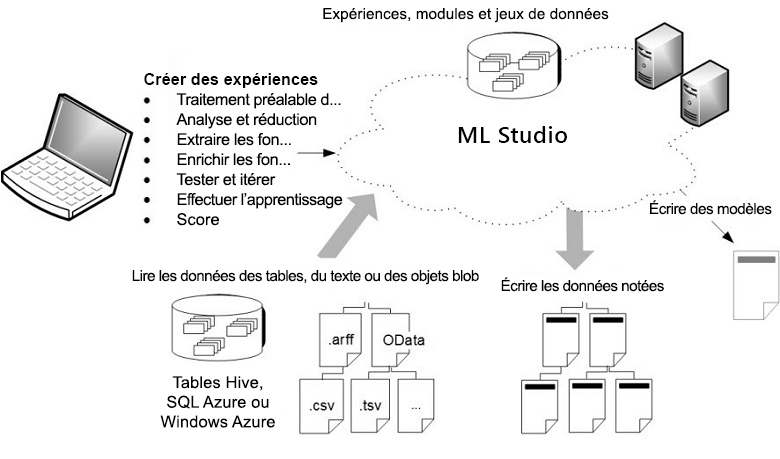 Expériences, modules et jeux de données
Créer des expériences
• Traitement préalable d...
• Analyse et réduction
• Extraire les fon...
• Enrichir les fon...
• Tester et itérer
• Effectuer l'apprentissage
• Score
ML Studio
Écrire des modèles
Lire les données des tables, du texte ou des objets blob
Écrire les données notées
.arff
OData
.csv
.tsv
...
Tables Hive,
SQL Azure ou
Windows Azure